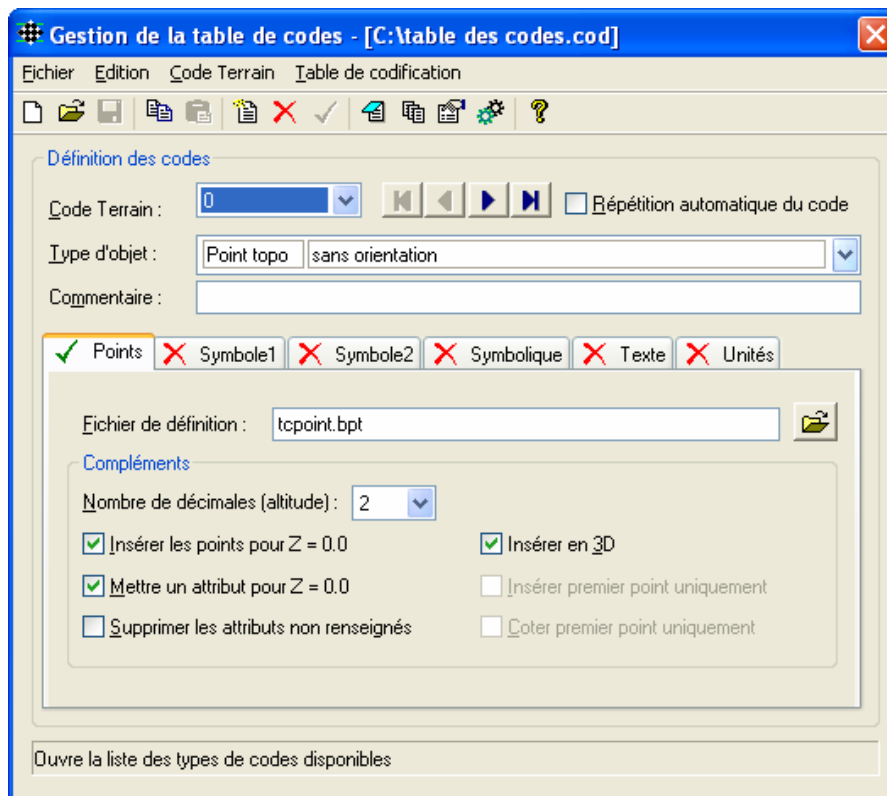 Gestion de la table de codes - [C:\table des codes.cod]
Fichier Edition Code Terrain Table de codification
Définition des codes
Code Terrain : 0 Répétition automatique du code
Type d'objet : Point topo sans orientation
Commentaire :
Points Symbole1 Symbole2 Symbolique Texte Unités
Fichier de définition : tcpoint.bpt
Compléments
Nombre de décimales (altitude) : 2
Insérer les points pour Z = 0.0 Insérer en 3D
Mettre un attribut pour Z = 0.0 Insérer premier point uniquement
Supprimer les attributs non renseignés Coter premier point uniquement
Ouvre la liste des types de codes disponibles